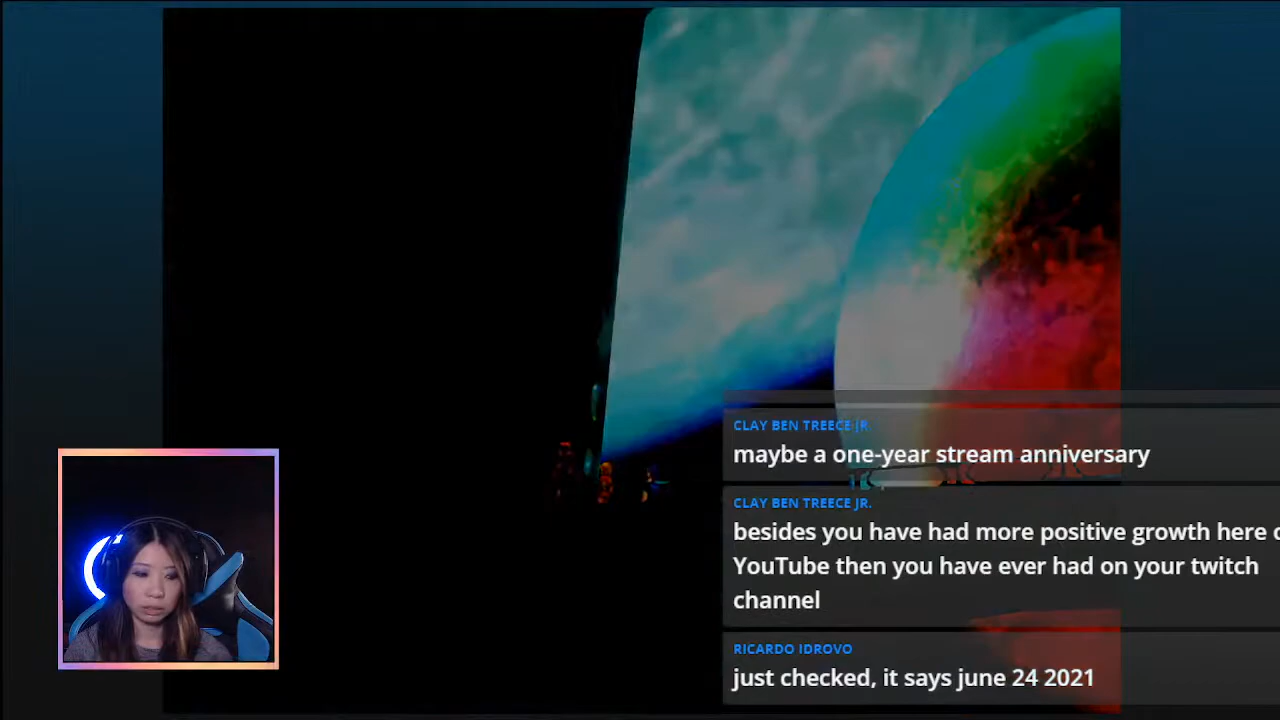 CLAY BEN TREECE JR.
maybe a one-year stream anniversary
CLAY BEN TREECE JR.
besides you have had more positive growth here
YouTube then you have ever had on your twitch
channel
RICARDO IDROVO
just checked, it says june 24 2021